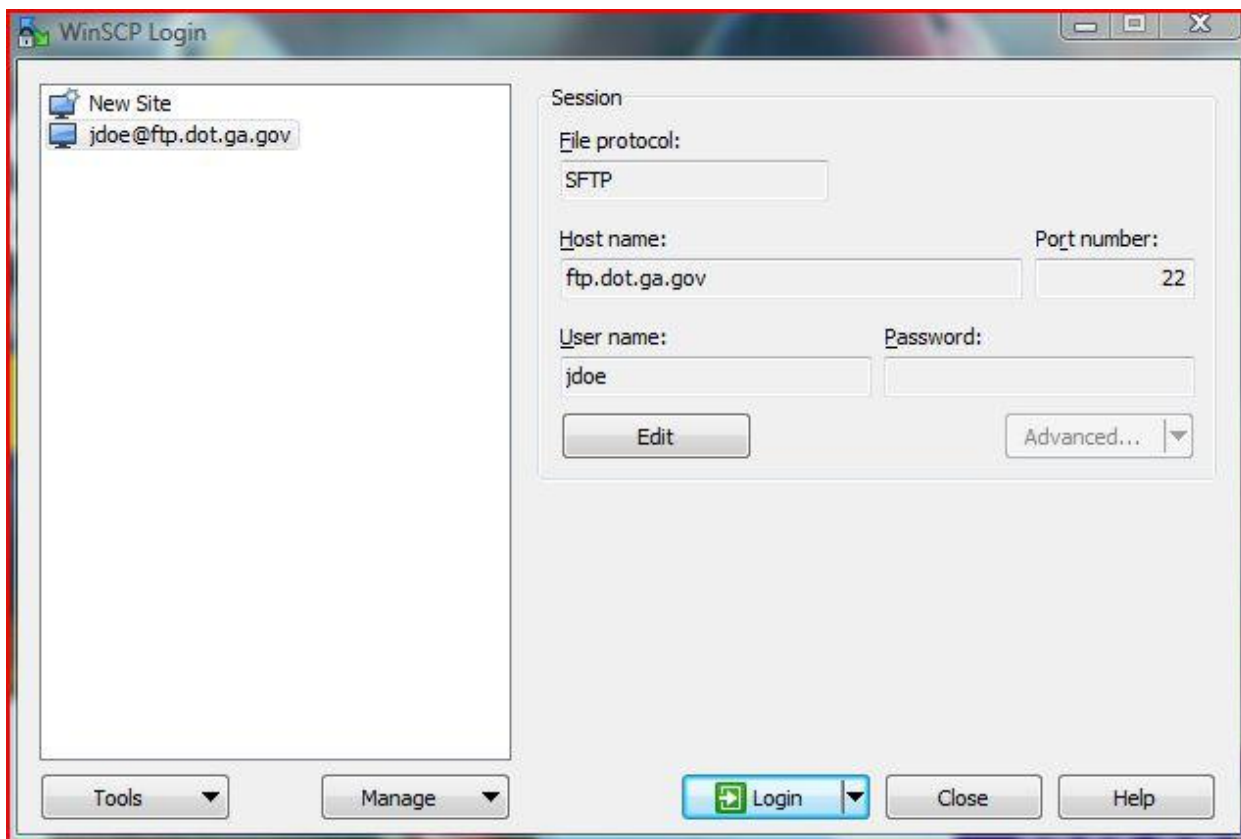 WinSCP Login
New Site
jdoe@ftp.dot.ga.gov
Session
File protocol:
SFTP
Host name: Port number:
ftp.dot.ga.gov 22
User name: Password:
jdoe
Edit Advanced...
Tools Manage Login Close Help